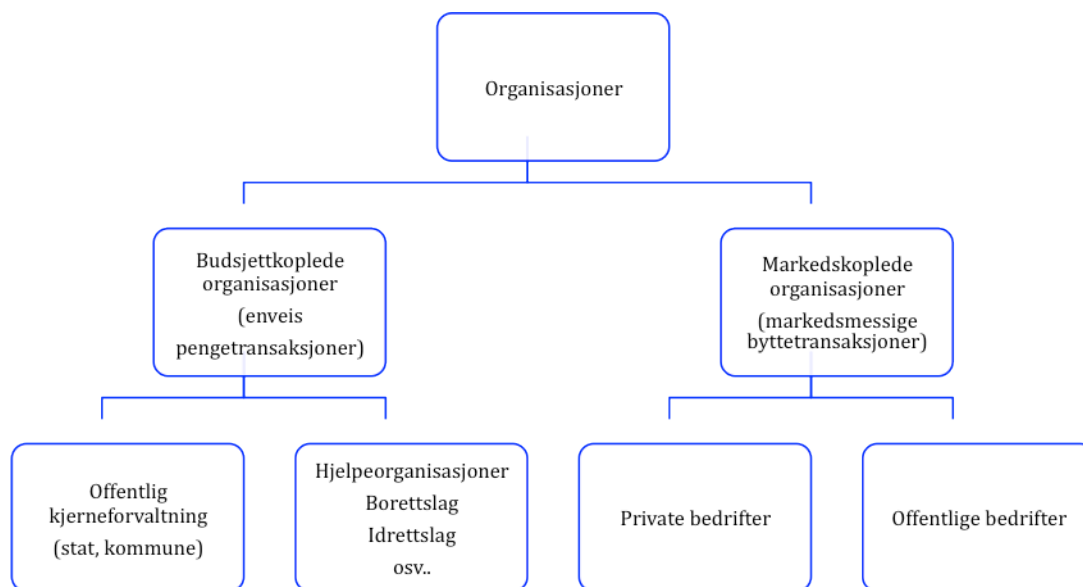 Organisasjoner
Budsjettkoplede
organisasjoner
(enveis
pengetransaksjoner)
Markedskoplede
organisasjoner
(markedsmessige
byttetransaksjoner)
Offentlig
kjerneforvaltning
(stat, kommune)
Hjelpeorganisasjoner
Borettslag
Idrettslag
osv..
Private bedrifter
Offentlige bedrifter